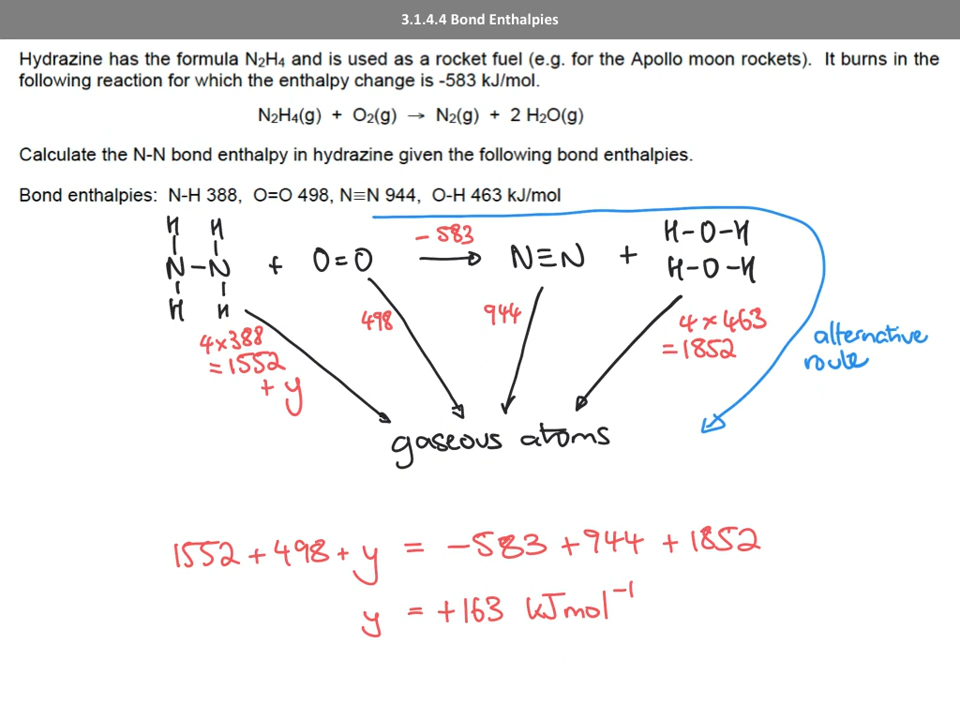 3.1.4.4 Bond Enthalpies
Hydrazine has the formula N₂H₄ and is used as a rocket fuel (e.g. for the Apollo moon rockets). It burns in the
following reaction for which the enthalpy change is -583 kJ/mol.
N₂H₄(g) + O₂(g) → N₂(g) + 2 H₂O(g)
Calculate the N-N bond enthalpy in hydrazine given the following bond enthalpies.
Bond enthalpies: N-H 388, O=O 498, N≡N 944, O-H 463 kJ/mol
H H
N-N + O=O → N≡N +
H H
-583
H-O-H
H-O-H
4×388
=1552
+ y
498
944
4×463
=1852
alternative
route
gaseous atoms
1552 + 498 + y = -583 + 944 + 1852
y = +163 kJmol⁻¹